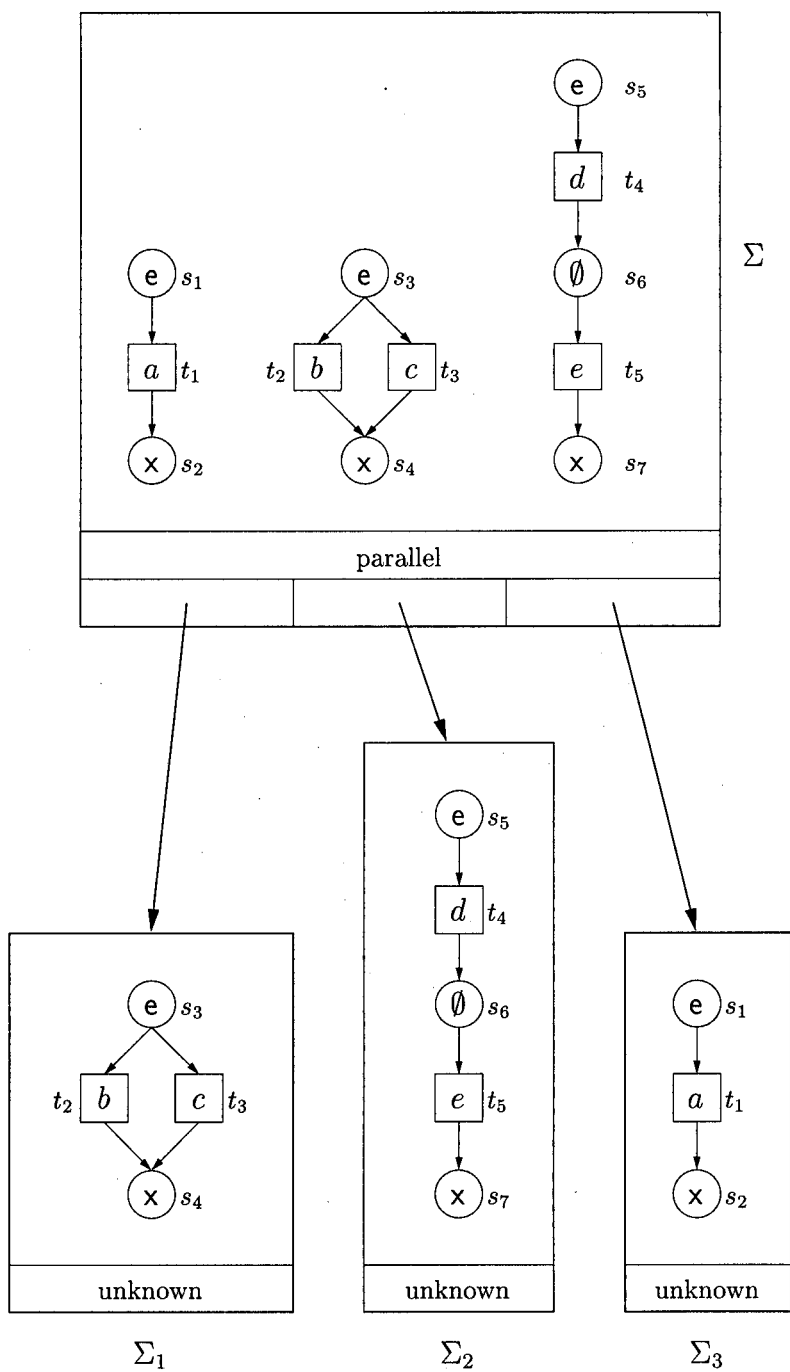 e s₅
d t₄
Σ
e s₁ e s₃ ∅ s₆
a t₁ t₂ b c t₃ e t₅
x s₂ x s₄ x s₇
parallel
e s₅
d t₄
e s₃ ∅ s₆ e s₁
t₂ b c t₃ e t₅ a t₁
x s₄ x s₇ x s₂
unknown unknown unknown
Σ₁ Σ₂ Σ₃